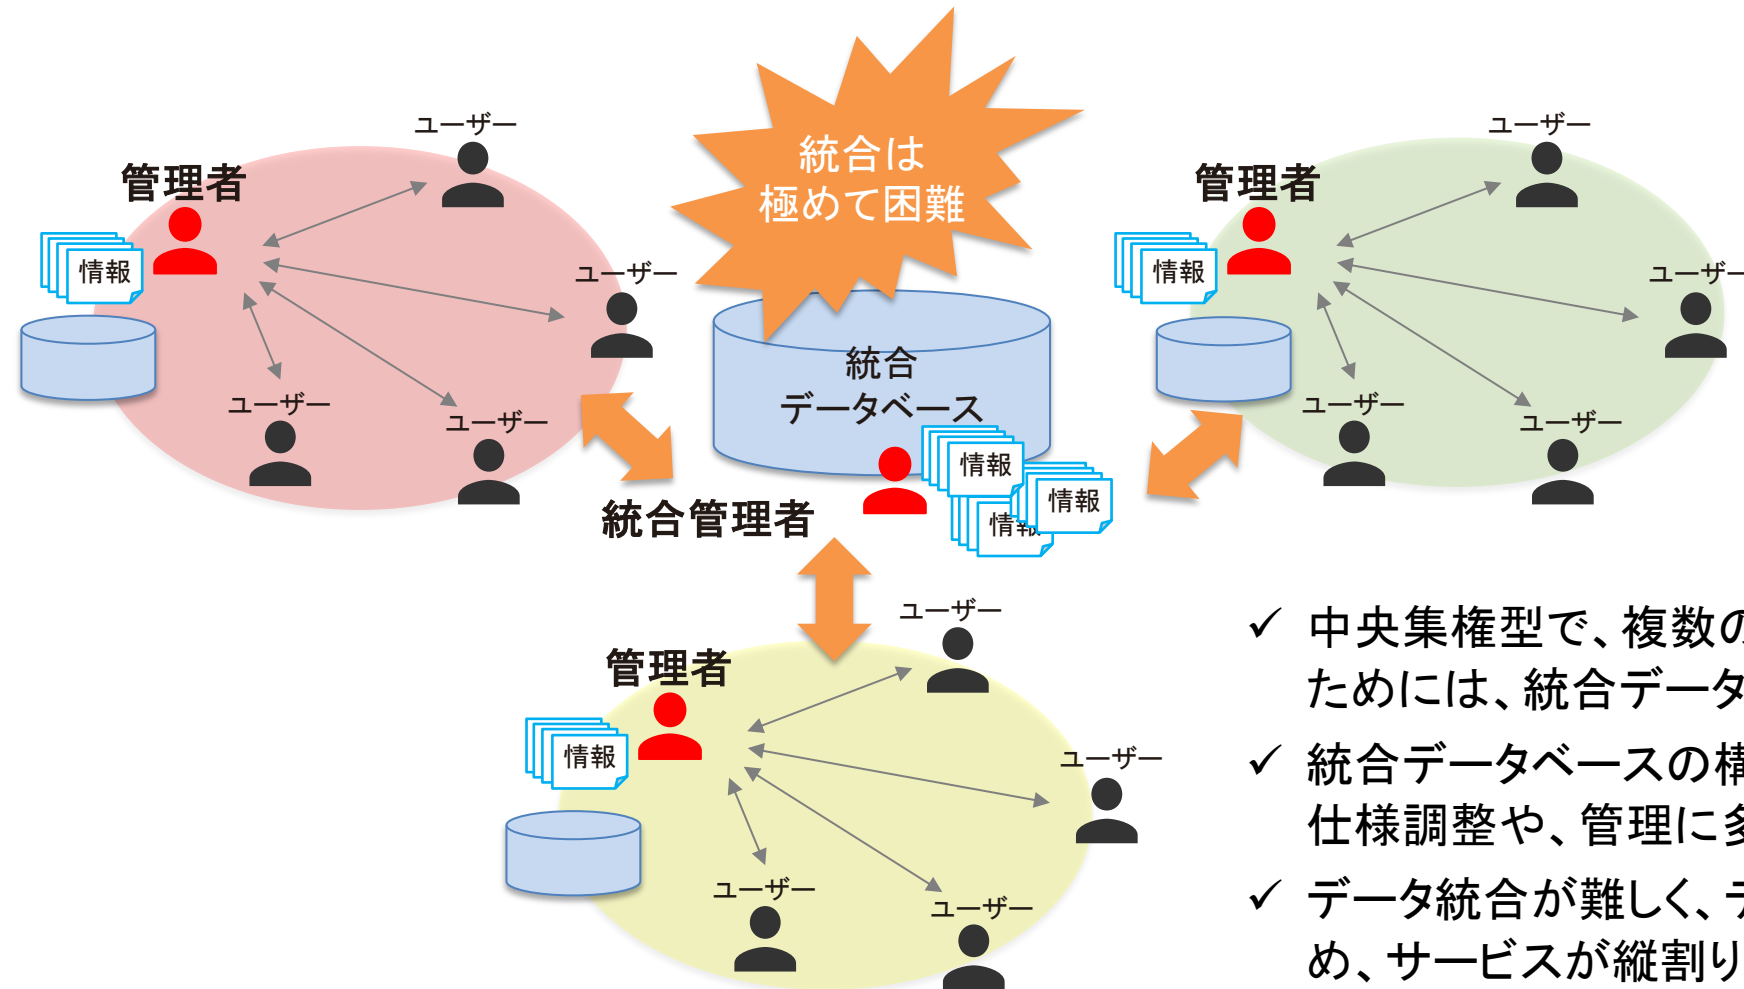 統合は
極めて困難
ユーザー
管理者
情報
ユーザー
ユーザー
ユーザー
ユーザー
管理者
情報
ユーザー
ユーザー
ユーザー
統合
データベース
情報
情報
情報
統合管理者
ユーザー
管理者
情報
ユーザー
ユーザー
ユーザー
✓ 中央集権型で、複数の
ためには、統合データ
✓ 統合データベースの構
仕様調整や、管理に多
✓ データ統合が難しく、デ
め、サービスが縦割り